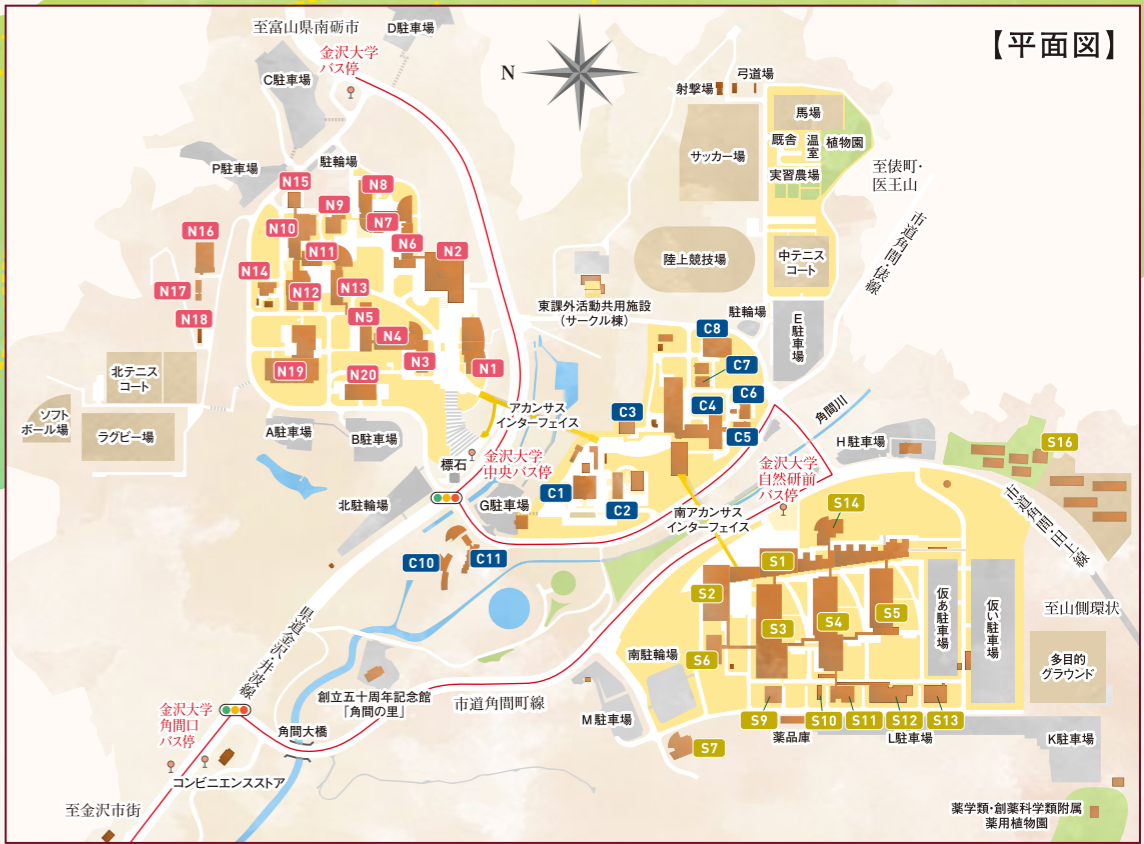 【平面図】
至富山県南砺市
D駐車場
金沢大学
バス停
C駐車場
N
弓道場
射撃場
馬場
厩舎
温室
植物園
サッカー場
実習農場
至俵町・
医王山
市道角間・俵線
駐輪場
P駐車場
N15
N8
N9
N7
N16
N10
N6
N2
N11
N14
N13
N17
N12
N18
N5
N4
N3
N1
N19
N20
陸上競技場
中テニス
コート
東課外活動共用施設
(サークル棟)
駐輪場
E駐車場
C8
C7
C6
C4
C3
C5
北テニス
コート
ソフト
ボール場
ラグビー場
A駐車場
B駐車場
アカンサス
インターフェイス
角間川
H駐車場
S16
金沢大学
中央バス停
標石
金沢大学
自然研前
バス停
C1
C2
G駐車場
北駐輪場
南アカンサス
インターフェイス
S14
市道角間・田上線
C10
C11
S1
S2
S3
S4
S5
仮あ駐車場
仮い駐車場
至山側環状
県道金沢・井波線
南駐輪場
S6
多目的
グラウンド
創立五十周年記念館
「角間の里」
市道角間町線
M駐車場
S9
S10
S11
S12
S13
薬品庫
L駐車場
K駐車場
S7
金沢大学
角間口
バス停
角間大橋
コンビニエンスストア
至金沢市街
薬学類・創薬科学類附属
薬用植物園